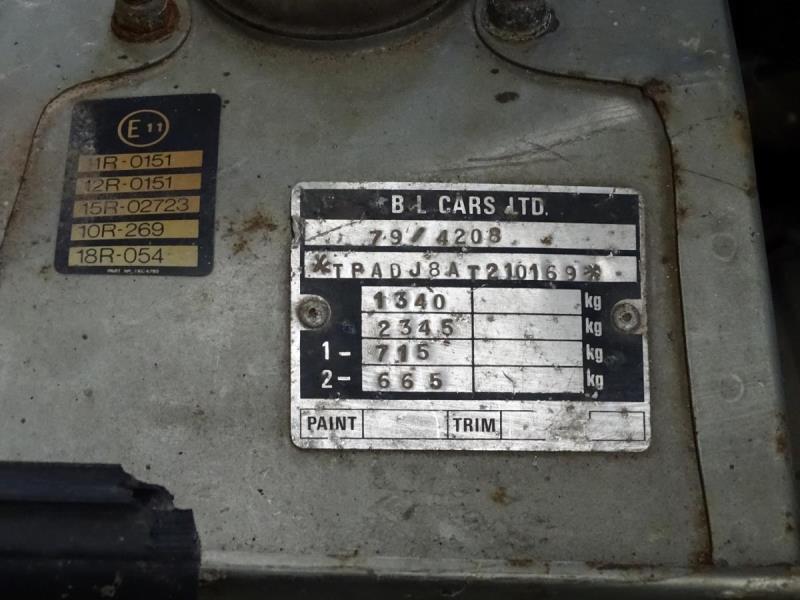 E 11
11R-0151
12R-0151
15R-02723
10R-269
18R-054
B L CARS LTD.
79/4208
*TPADJ8AT210169*
1340 kg
2345 kg
1- 715 kg
2- 665 kg
PAINT TRIM